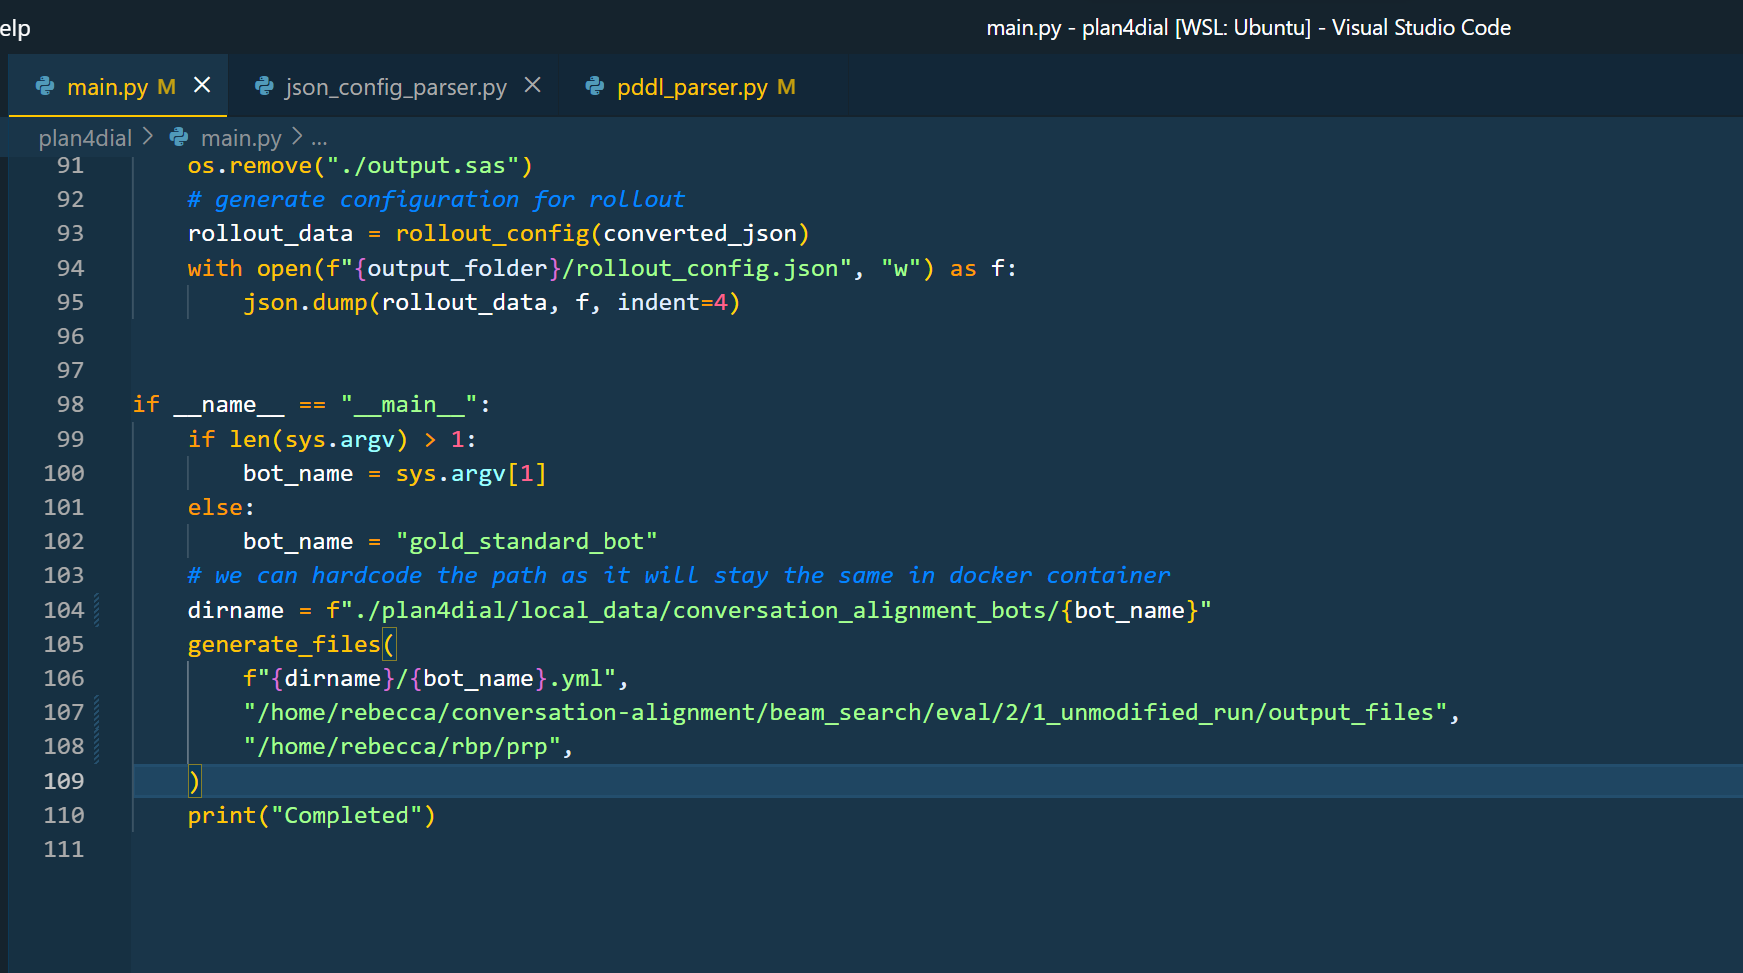 elp
main.py - plan4dial [WSL: Ubuntu] - Visual Studio Code
main.py M json_config_parser.py pddl_parser.py M
plan4dial > main.py > ...
91 os.remove("./output.sas")
92 # generate configuration for rollout
93 rollout_data = rollout_config(converted_json)
94 with open(f"{output_folder}/rollout_config.json", "w") as f:
95 json.dump(rollout_data, f, indent=4)
96
97
98 if __name__ == "__main__":
99 if len(sys.argv) > 1:
100 bot_name = sys.argv[1]
101 else:
102 bot_name = "gold_standard_bot"
103 # we can hardcode the path as it will stay the same in docker container
104 dirname = f"./plan4dial/local_data/conversation_alignment_bots/{bot_name}"
105 generate_files(
106 f"{dirname}/{bot_name}.yml",
107 "/home/rebecca/conversation-alignment/beam_search/eval/2/1_unmodified_run/output_files",
108 "/home/rebecca/rbp/prp",
109 )
110 print("Completed")
111